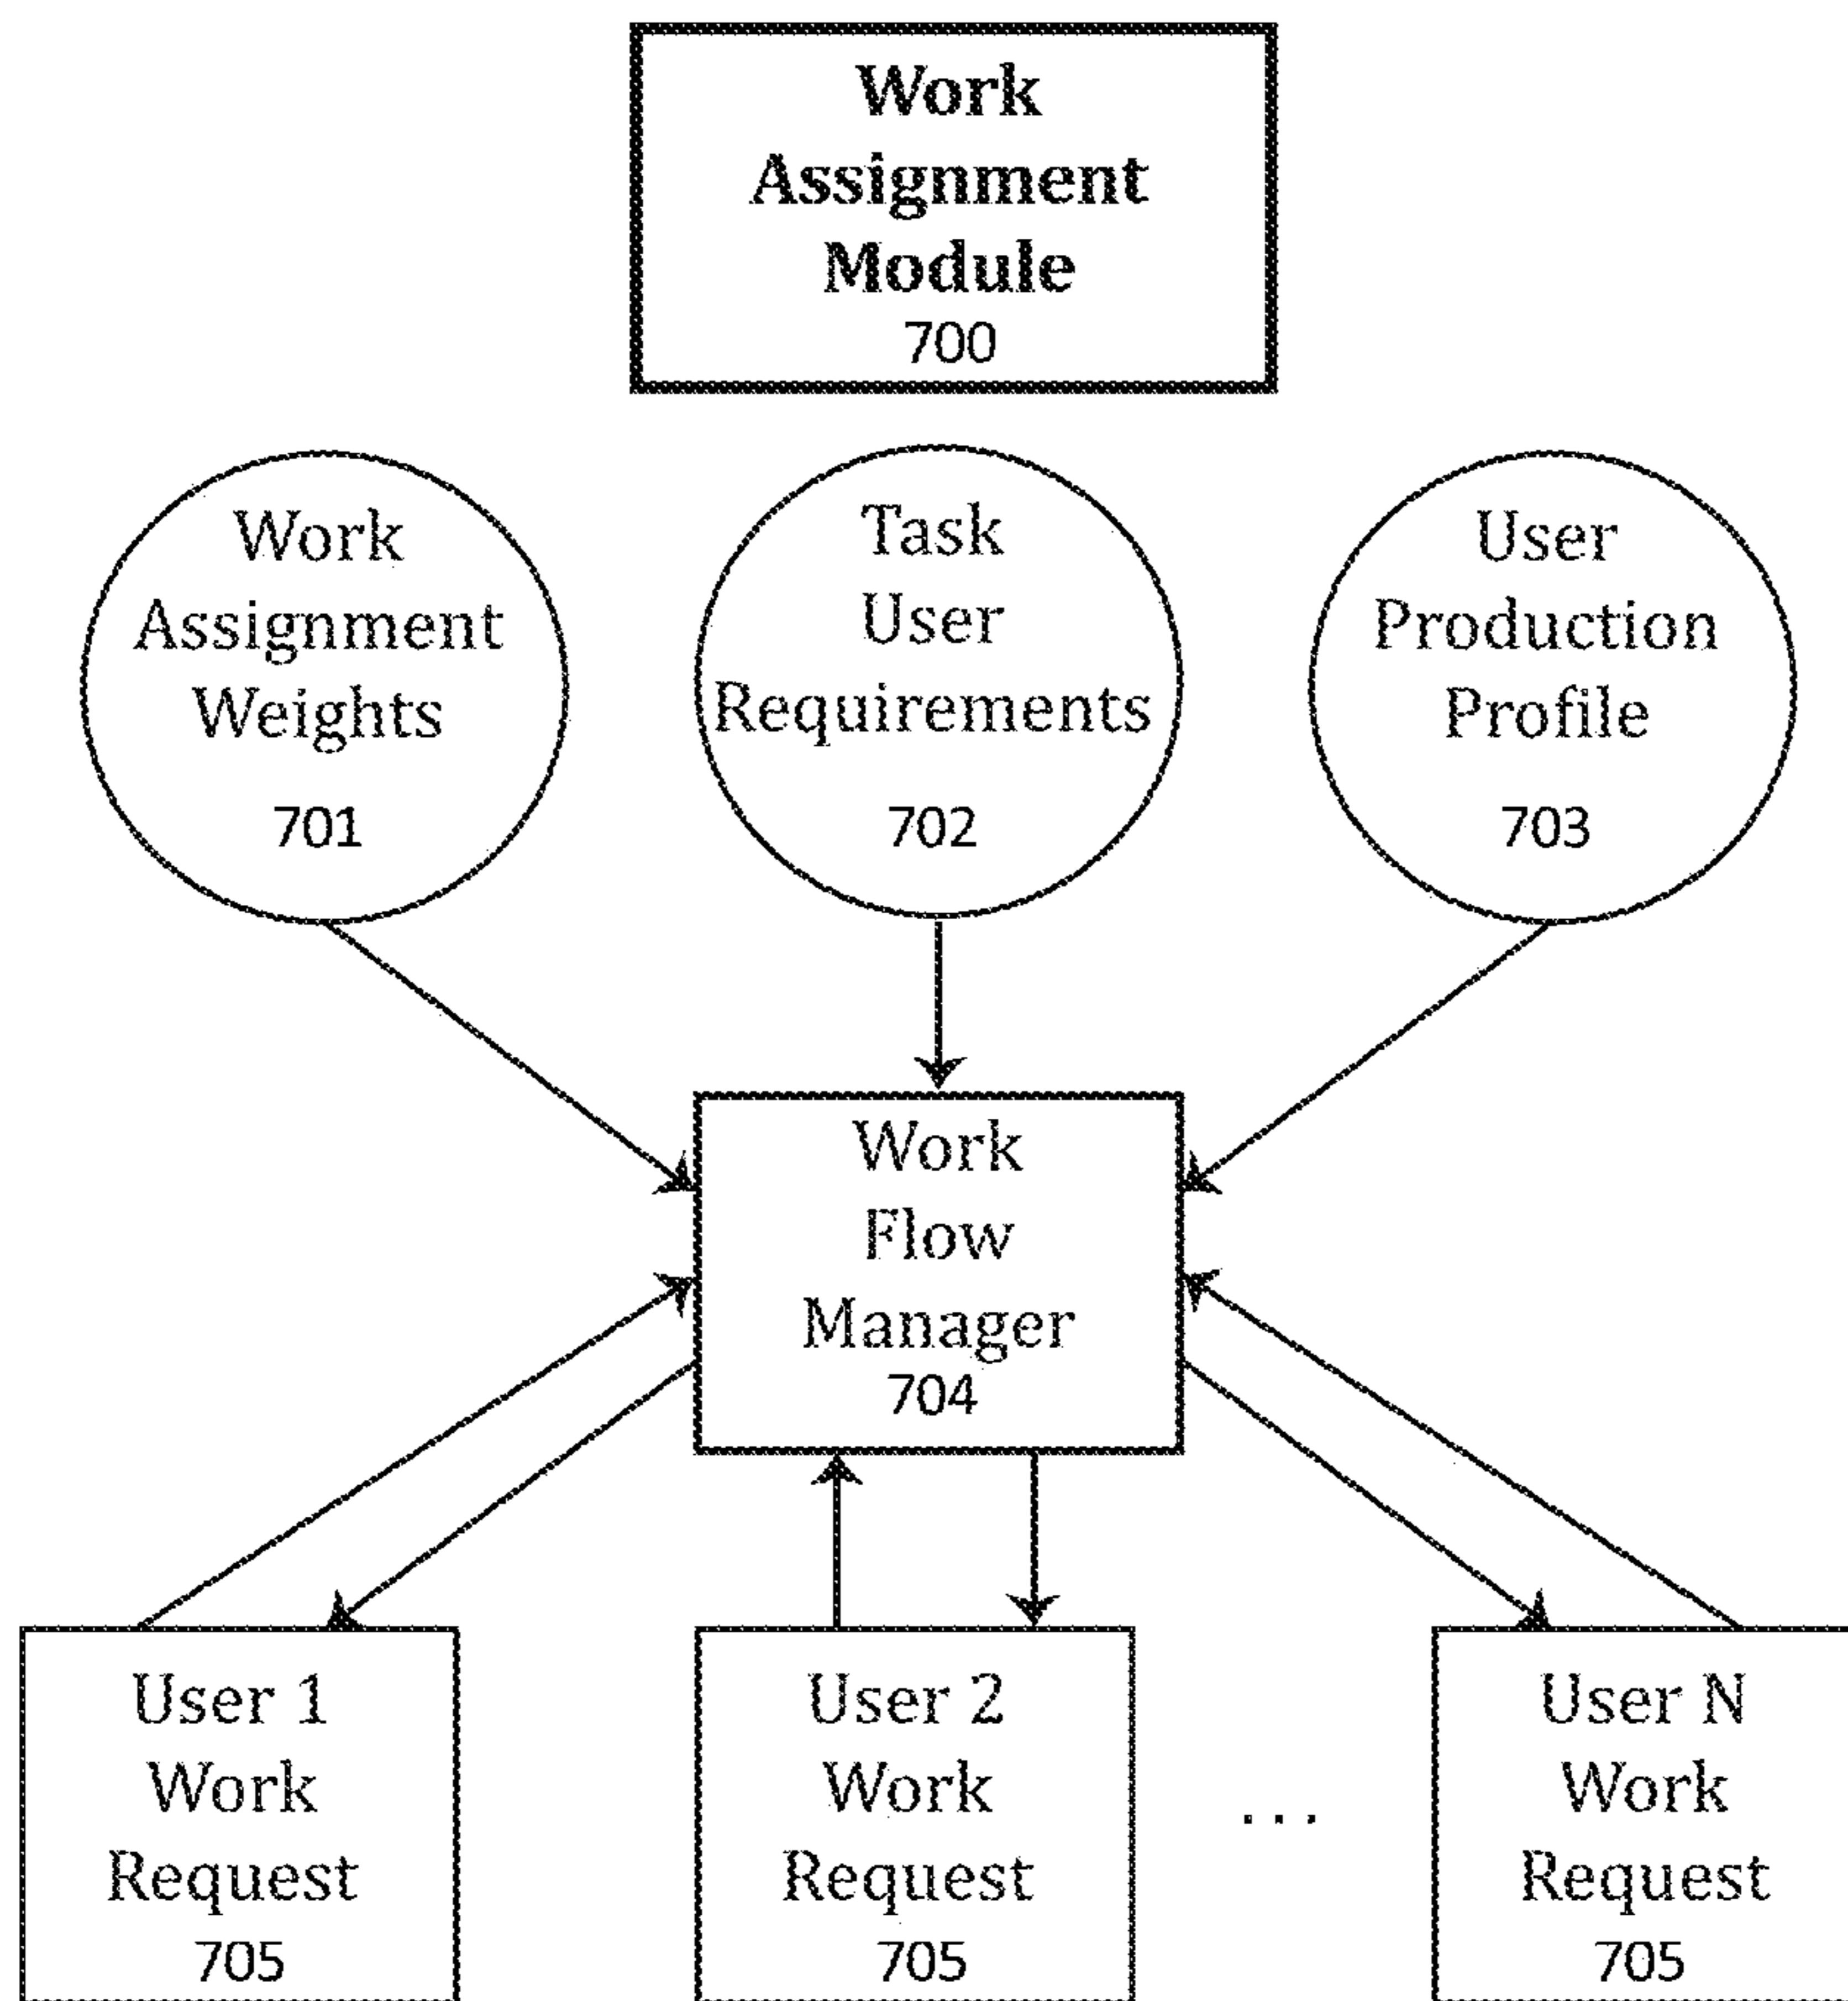 Work
Assignment
Module
700
Work
Assignment
Weights
701
Task
User
Requirements
702
User
Production
Profile
703
Work
Flow
Manager
704
User 1
Work
Request
705
User 2
Work
Request
705
...
User N
Work
Request
705